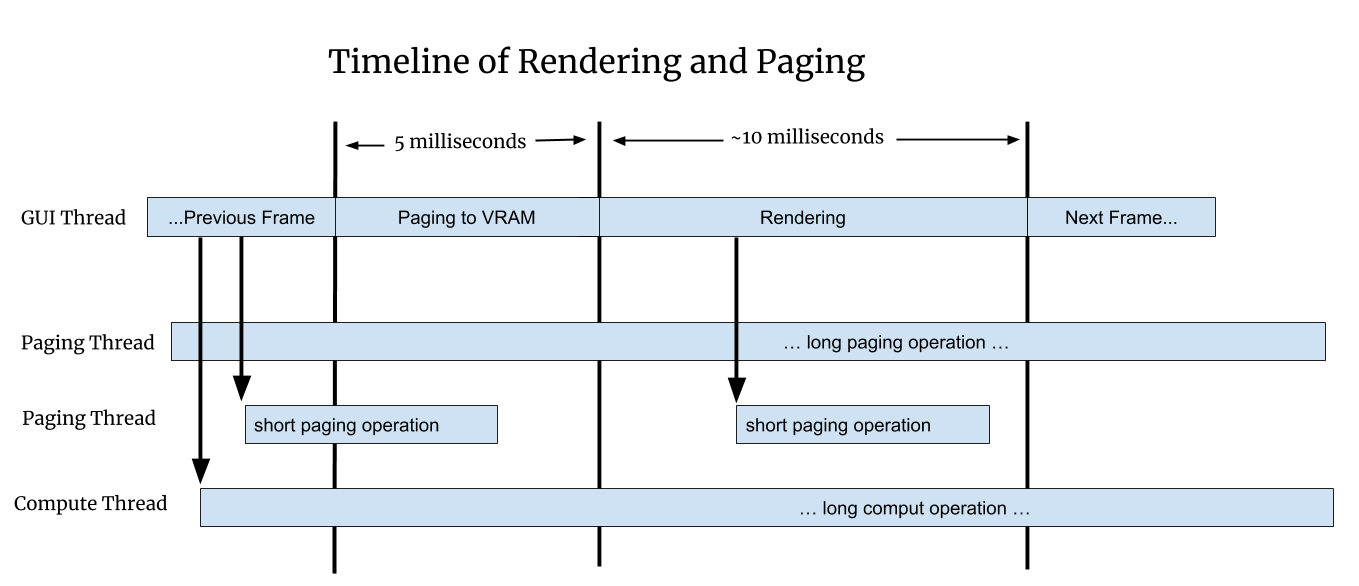 Timeline of Rendering and Paging
5 milliseconds
~10 milliseconds
GUI Thread
...Previous Frame
Paging to VRAM
Rendering
Next Frame...
Paging Thread
… long paging operation …
Paging Thread
short paging operation
short paging operation
Compute Thread
… long comput operation …